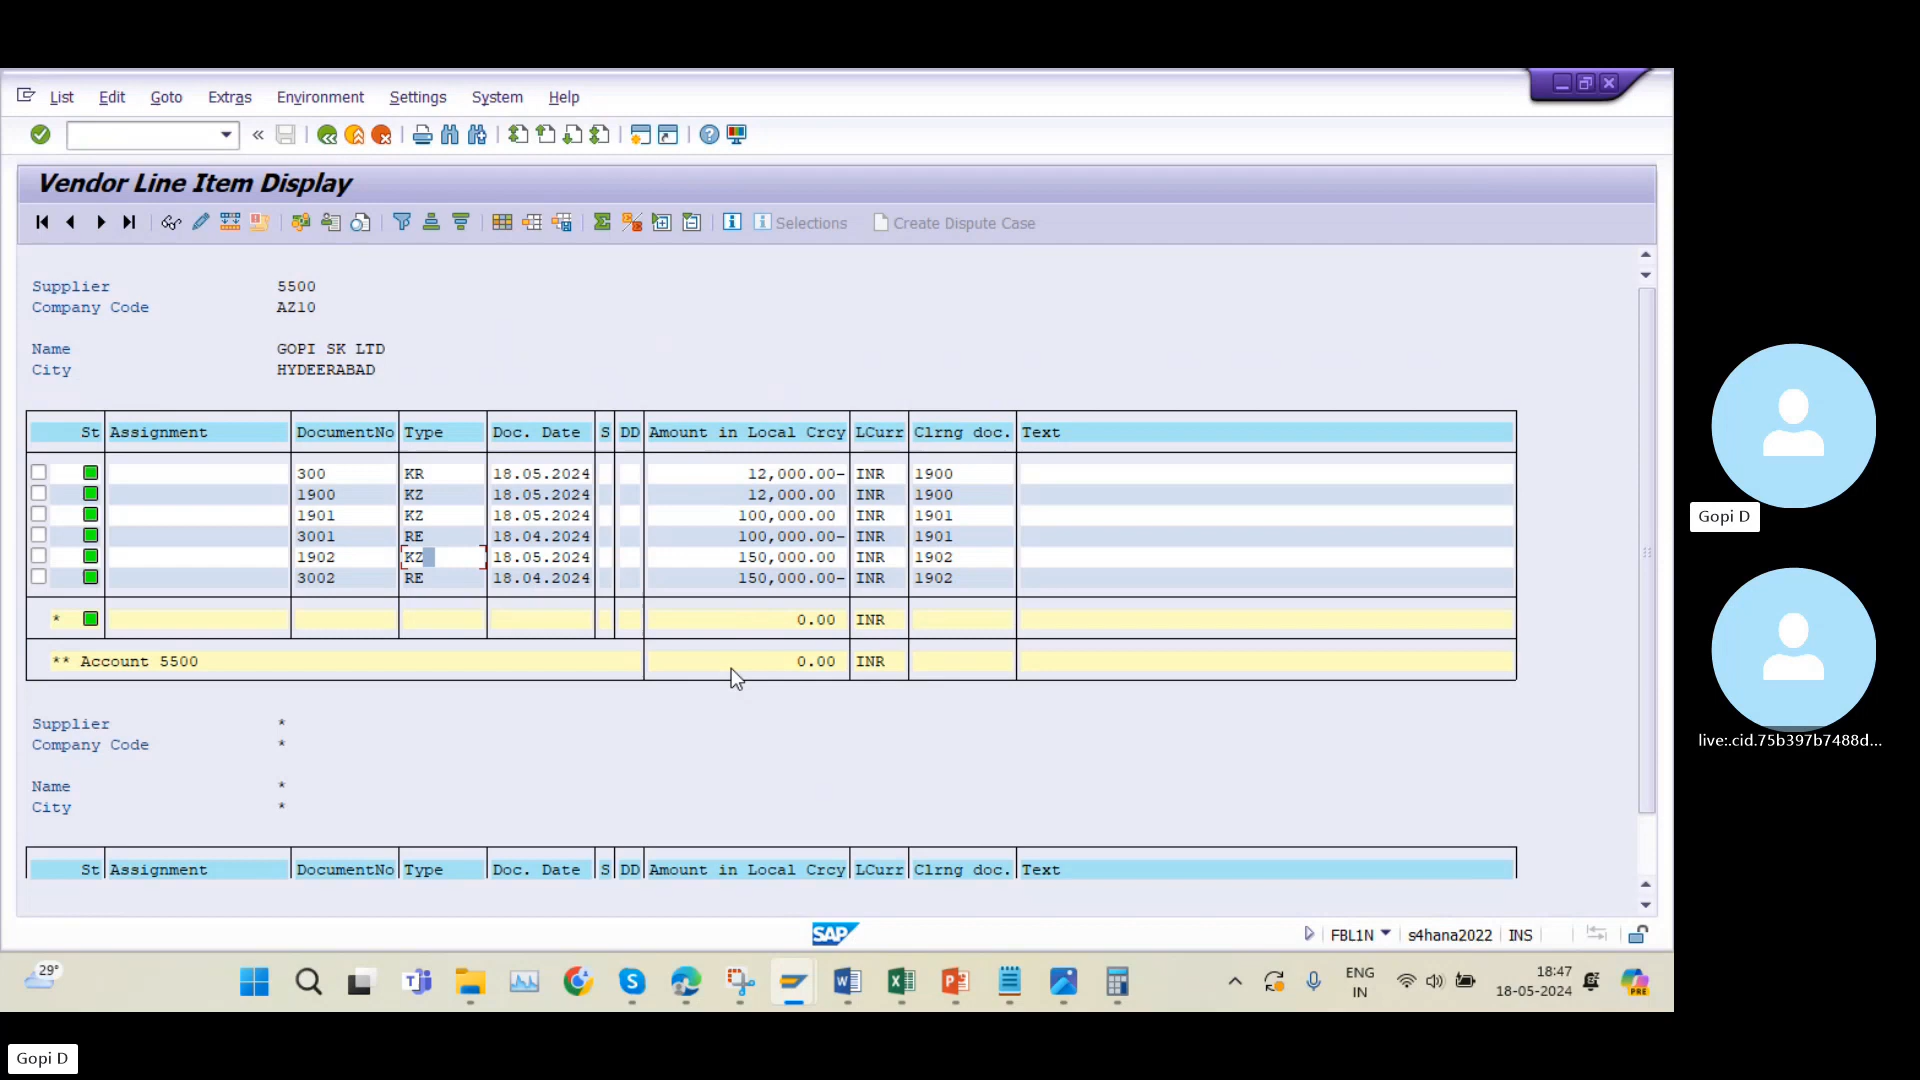 List Edit Goto Extras Environment Settings System Help
Vendor Line Item Display
Selections Create Dispute Case
Supplier 5500
Company Code AZ10
Name GOPI SK LTD
City HYDEERABAD
St Assignment DocumentNo Type Doc. Date S DD Amount in Local Crcy LCurr Clrng doc. Text
300 KR 18.05.2024 12,000.00- INR 1900
1900 KZ 18.05.2024 12,000.00 INR 1900
1901 KZ 18.05.2024 100,000.00 INR 1901
3001 RE 18.04.2024 100,000.00- INR 1901
1902 KZ 18.05.2024 150,000.00 INR 1902
3002 RE 18.04.2024 150,000.00- INR 1902
* 0.00 INR
** Account 5500 0.00 INR
Supplier *
Company Code *
Name *
City *
St Assignment DocumentNo Type Doc. Date S DD Amount in Local Crcy LCurr Clrng doc. Text
SAP FBL1N s4hana2022 INS
29°
ENG
IN
18:47
18-05-2024
PRE
Gopi D
live:.cid.75b397b7488d...
Gopi D